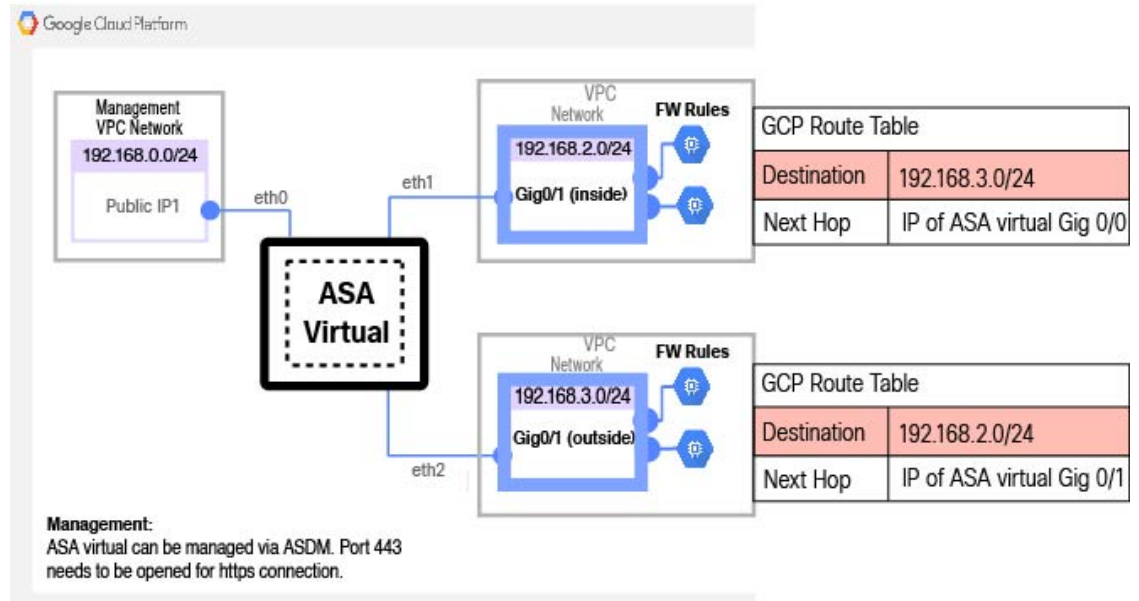 Google Cloud Platform
Management
VPC Network
192.168.0.0/24
Public IP1
eth0
eth1
ASA
Virtual
eth2
VPC
Network
FW Rules
192.168.2.0/24
Gig0/1 (inside)
GCP Route Table
Destination 192.168.3.0/24
Next Hop IP of ASA virtual Gig 0/0
VPC
Network
FW Rules
192.168.3.0/24
Gig0/1 (outside)
GCP Route Table
Destination 192.168.2.0/24
Next Hop IP of ASA virtual Gig 0/1
Management:
ASA virtual can be managed via ASDM. Port 443
needs to be opened for https connection.